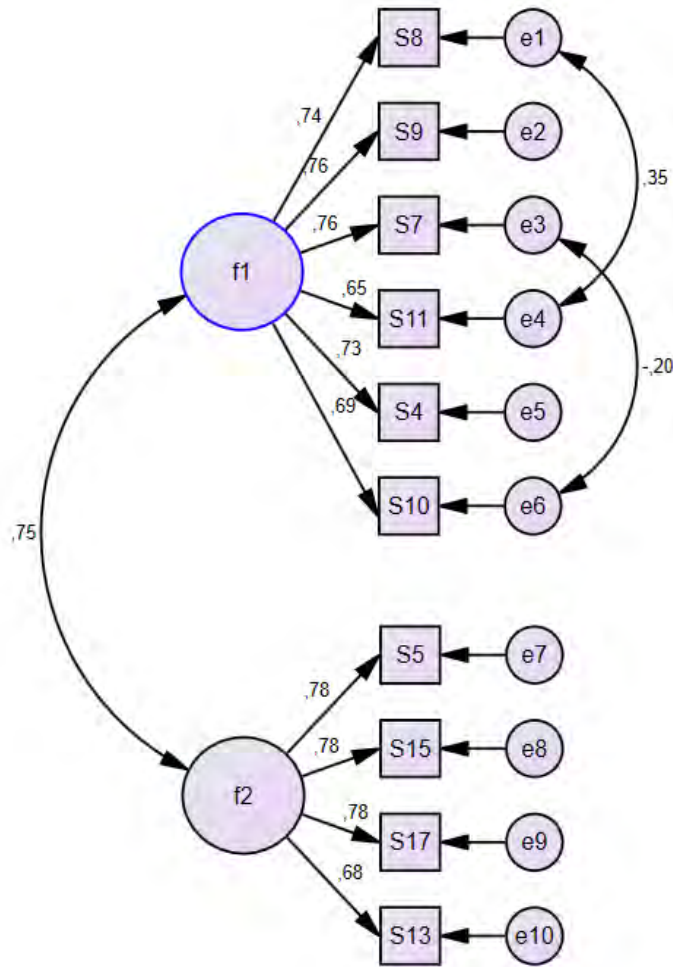 S8 e1
,74
S9 e2
,76
,35
S7 e3
,76
f1
,65
S11 e4
,73
-,20
S4 e5
,69
S10 e6
,75
S5 e7
,78
S15 e8
,78
f2
,78
S17 e9
,68
S13 e10